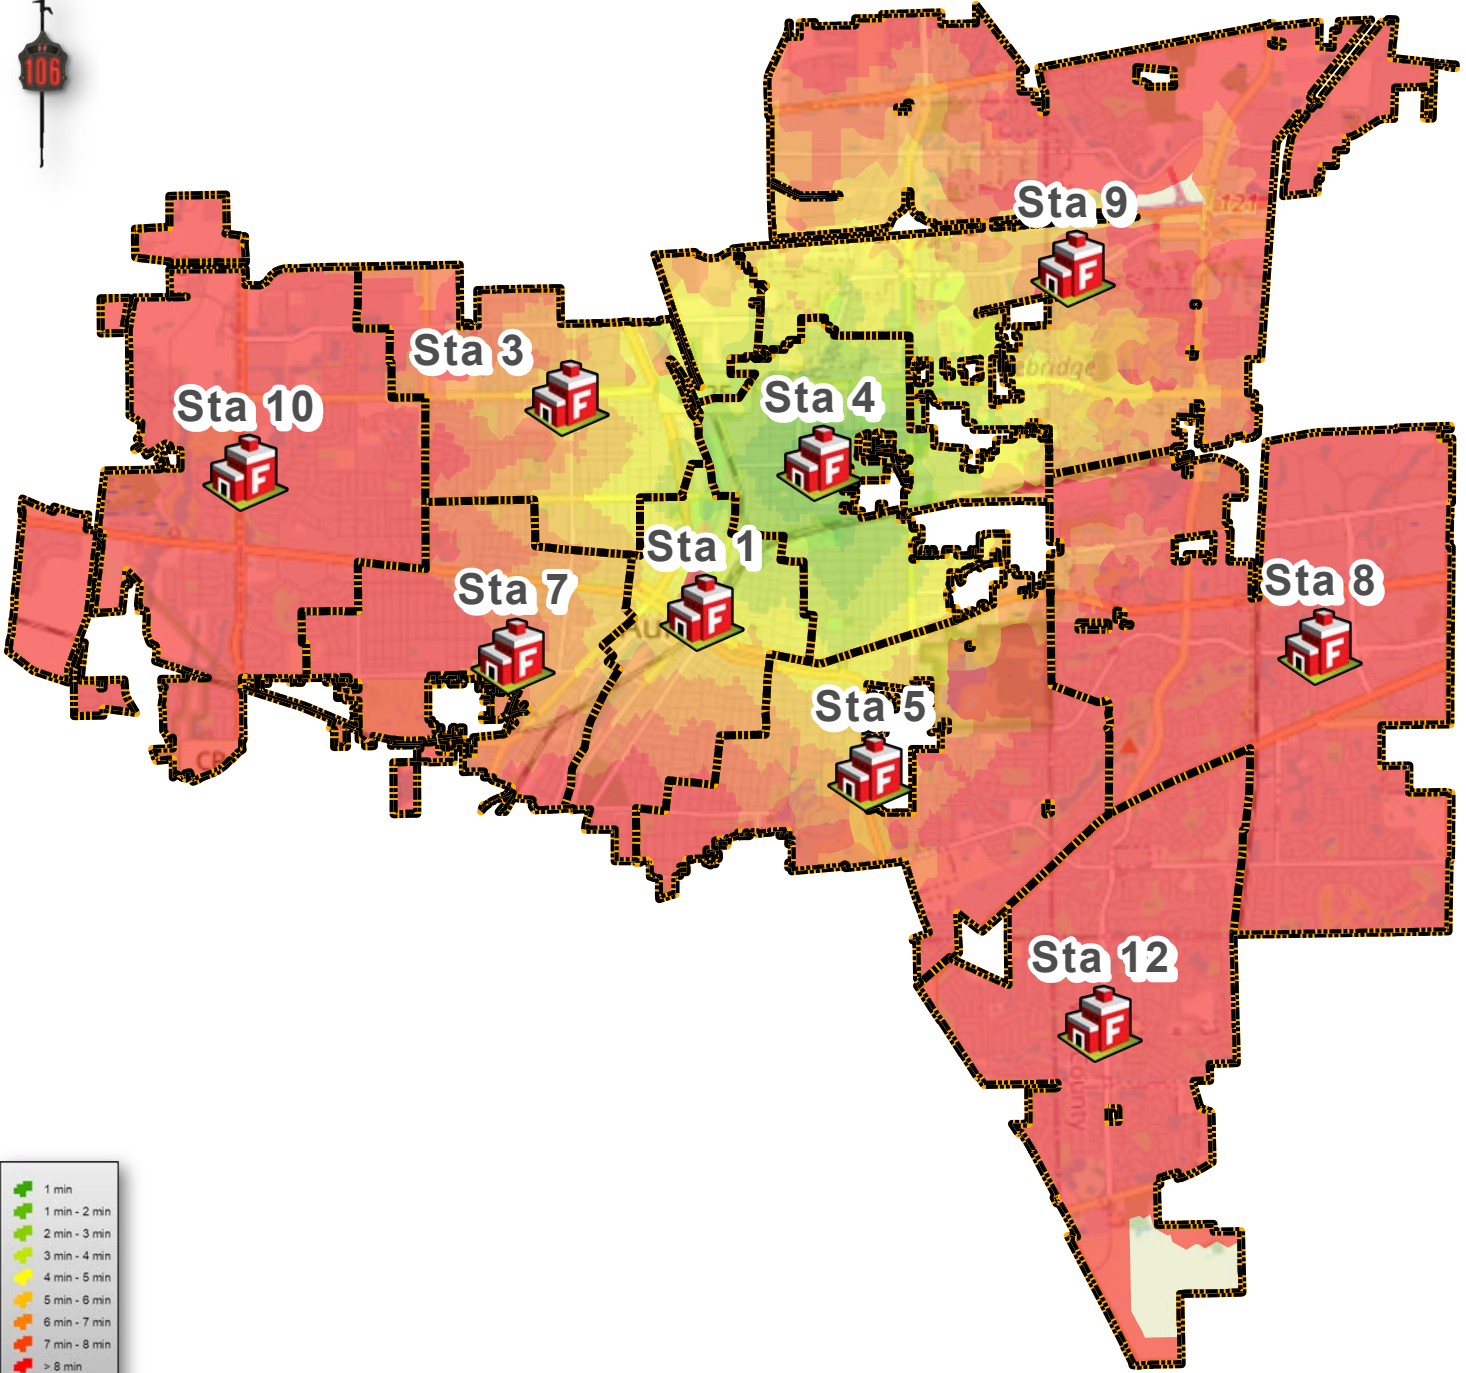 106
Sta 9
121
Sta 3
Sta 10
Sta 4
Sta 1
Sta 7
Sta 8
Sta 5
Sta 12
County
1 min
1 min - 2 min
2 min - 3 min
3 min - 4 min
4 min - 5 min
5 min - 6 min
6 min - 7 min
7 min - 8 min
> 8 min